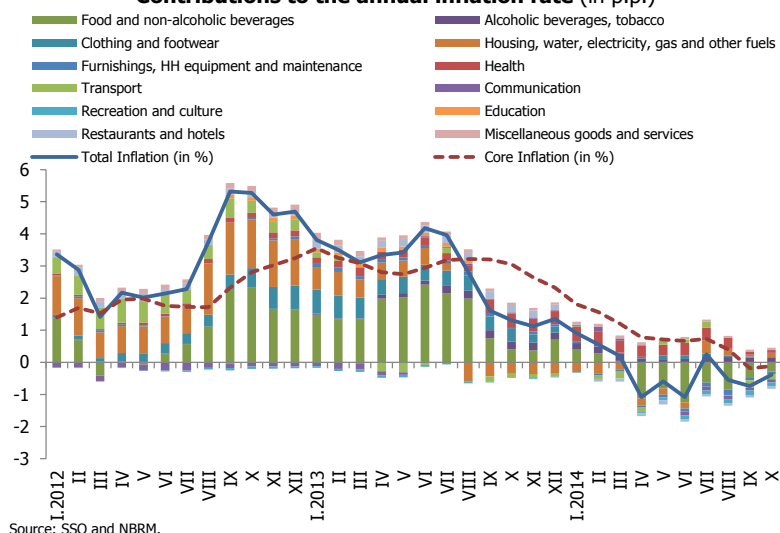 Contributions to the annual inflation rate (in p.p.)
Food and non-alcoholic beverages
Alcoholic beverages, tobacco
Clothing and footwear
Housing, water, electricity, gas and other fuels
Furnishings, HH equipment and maintenance
Health
Transport
Communication
Recreation and culture
Education
Restaurants and hotels
Miscellaneous goods and services
Total Inflation (in %)
Core Inflation (in %)
6
5
4
3
2
1
0
-1
-2
-3
I.2012 II III IV V VI VII VIII IX X XI XII I.2013 II III IV V VI VII VIII IX X XI XII I.2014 II III IV V VI VII VIII IX X
Source: SSO and NBRM.